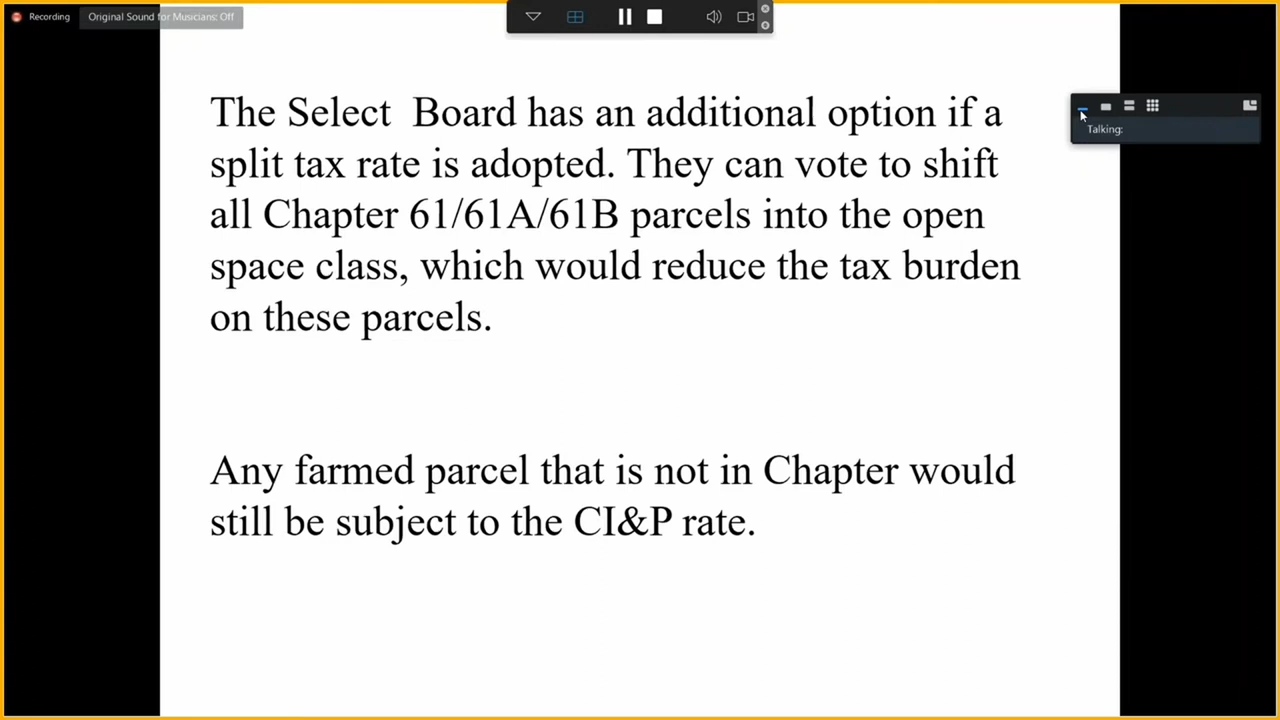 Recording
Original Sound for Musicians: Off
The Select Board has an additional option if a
split tax rate is adopted. They can vote to shift
all Chapter 61/61A/61B parcels into the open
space class, which would reduce the tax burden
on these parcels.
Talking:
Any farmed parcel that is not in Chapter would
still be subject to the CI&P rate.